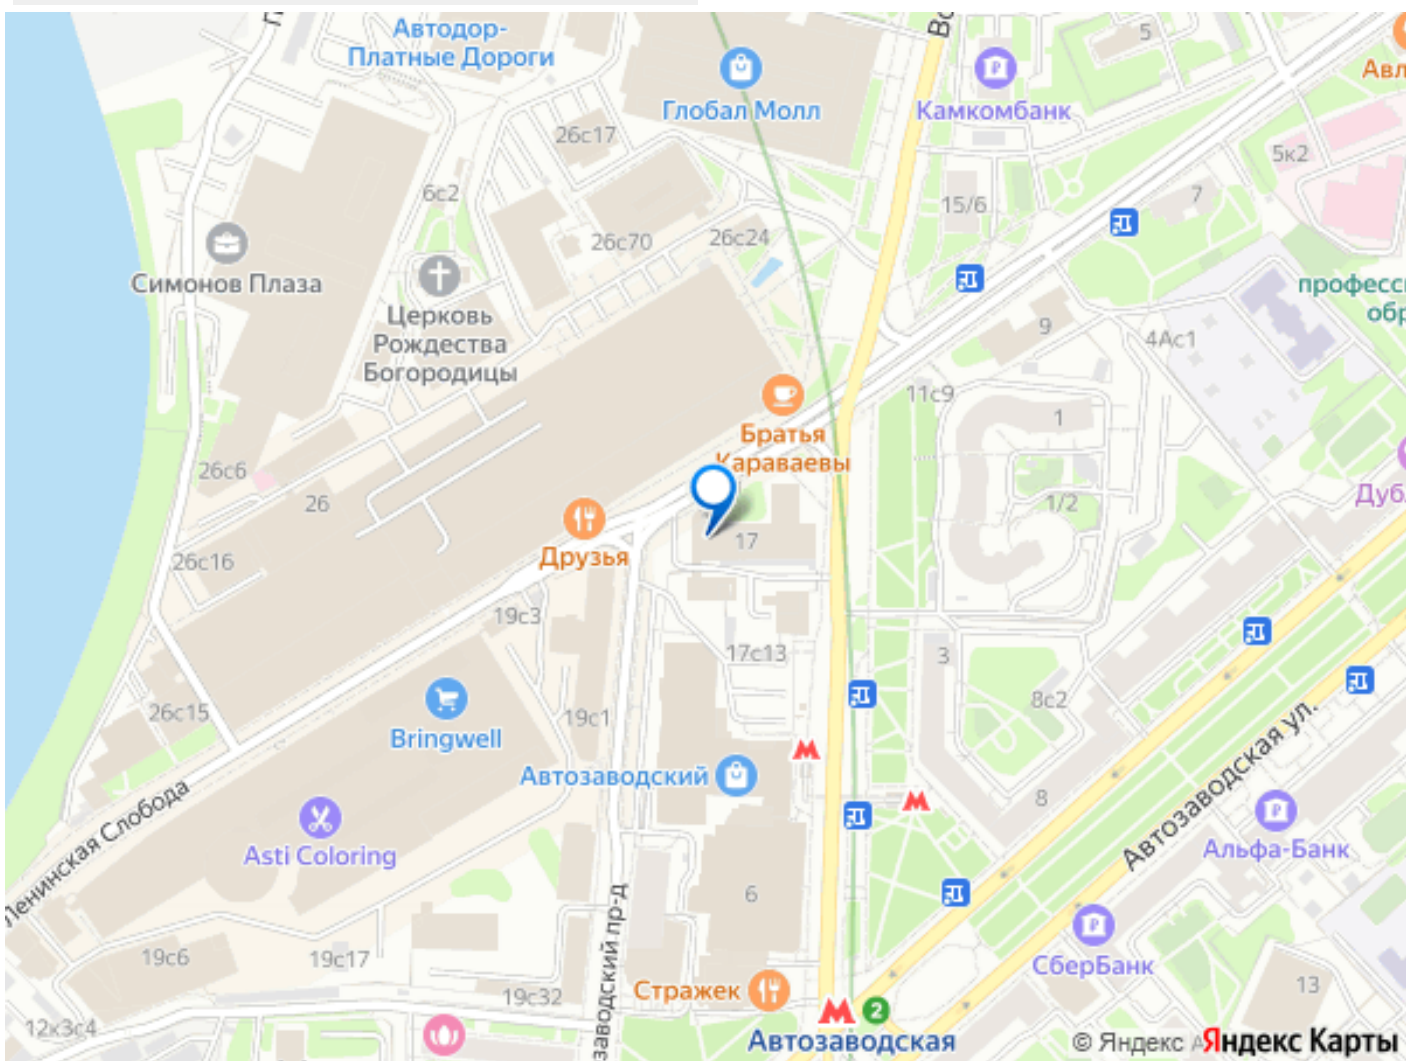 Автодор-
Платные Дороги
5
Глобал Молл
Камкомбанк
26с17
5к2
6с2
15/6
7
26с70
26с24
Симонов Плаза
Церковь
Рождества
Богородицы
9
4Ас1
11с9
1
Братья
Караваевы
26с6
26
1/2
Друзья
17
26с16
19с3
17с13
3
8с2
26с15
19с1
Bringwell
Автозаводский
Ленинская Слобода
8
Автозаводская ул.
Asti Coloring
Альфа-Банк
6
19с6
19с17
СберБанк
Стражек
19с32
13
12к3с4
2
Автозаводская
© Яндекс
Яндекс Карты